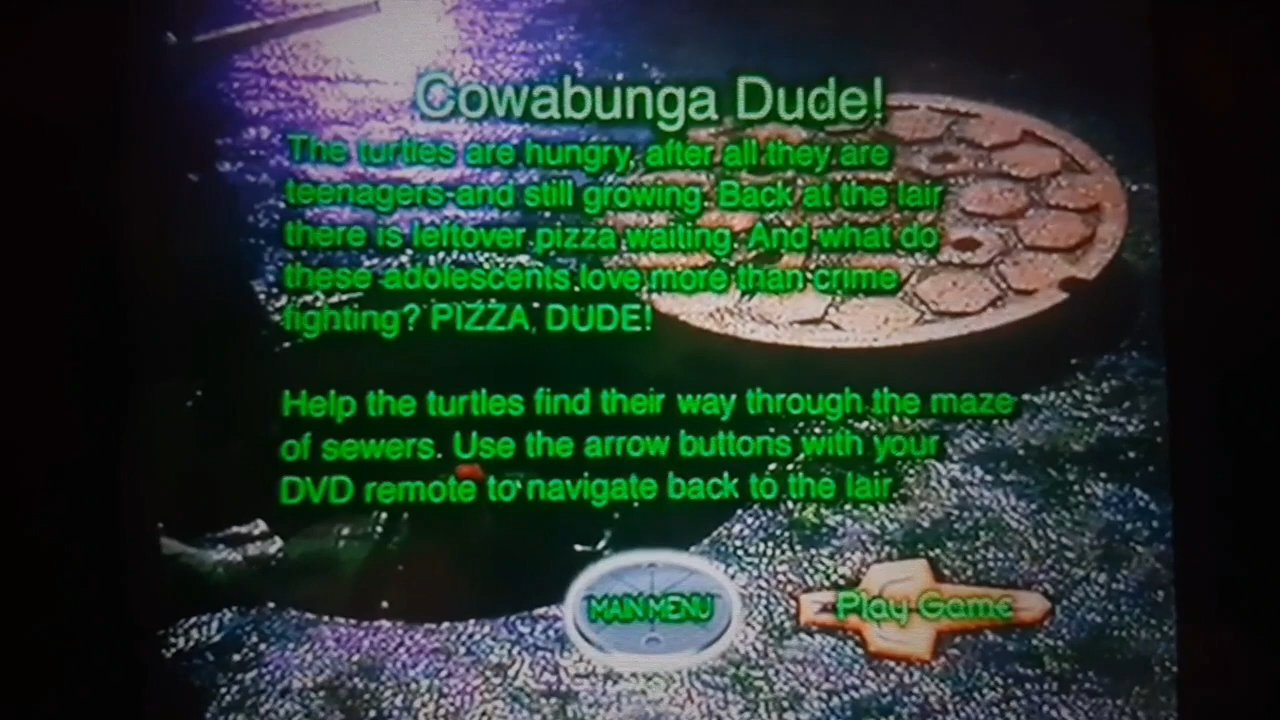 Cowabunga Dude!
The turtles are hungry, after all they are
teenagers and still growing. Back at the lair
there is leftover pizza waiting. And what do
these adolescents love more than crime
fighting? PIZZA, DUDE!
Help the turtles find their way through the maze
of sewers. Use the arrow buttons with your
DVD remote to navigate back to the lair.
MAIN MENU
Play Game